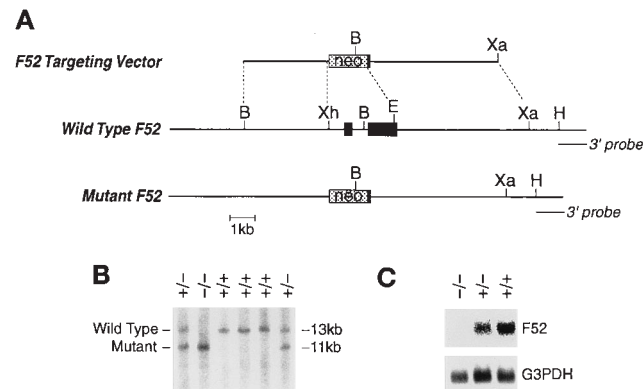 A
B
Xa
F52 Targeting Vector
neo
B
Xh
B
E
Xa
H
Wild Type F52
3' probe
B
Xa
H
Mutant F52
neo
3' probe
1kb
B
+/- -/- +/+ +/+ +/+ +/-
Wild Type – –13kb
Mutant – –11kb
C
-/- +/- +/+
F52
G3PDH